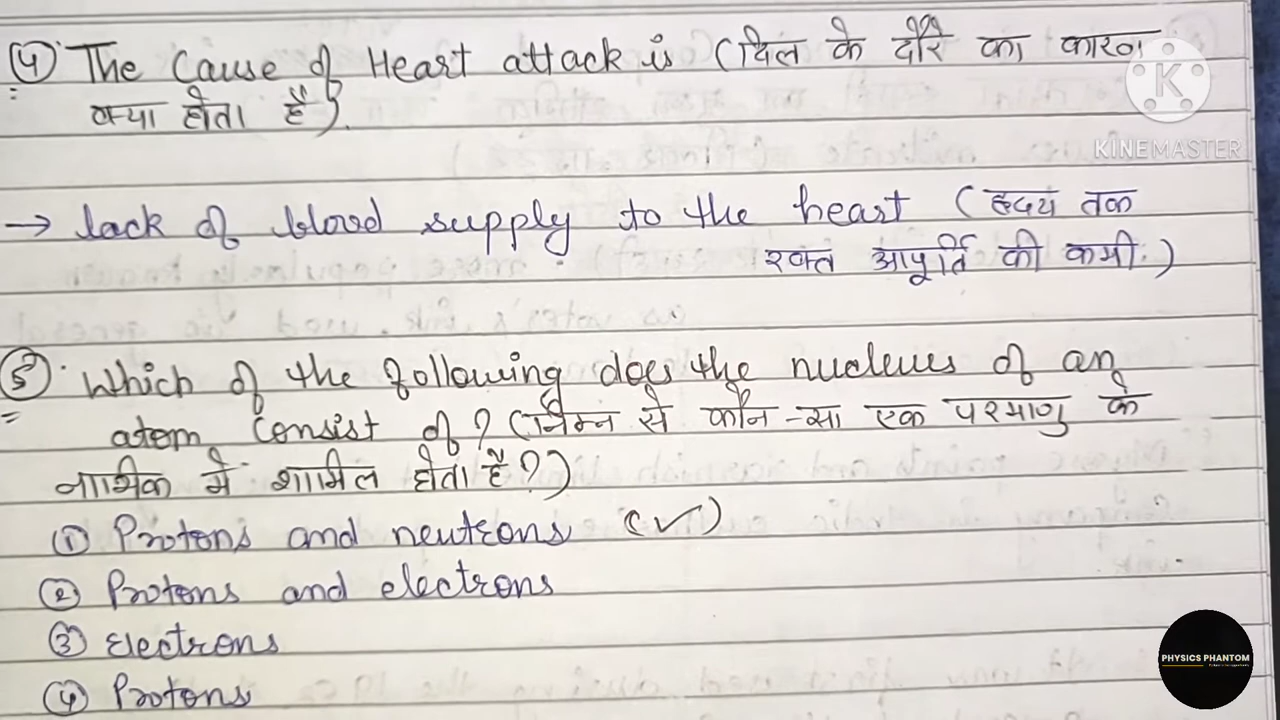 ④ The Cause of Heart attack is (दिल के दौरे का कारण
क्या होता है).
K
KINEMASTER
→ lack of blood supply to the heart (हृदय तक
रक्त आपूर्ति की कमी.)
⑤ Which of the following does the nucleus of an
atom consist of? (निम्न से कौन-सा एक परमाणु के
नाभिक में शामिल होता है?)
① Protons and neutrons (✓)
② Protons and electrons
③ Electrons
④ Protons
PHYSICS PHANTOM